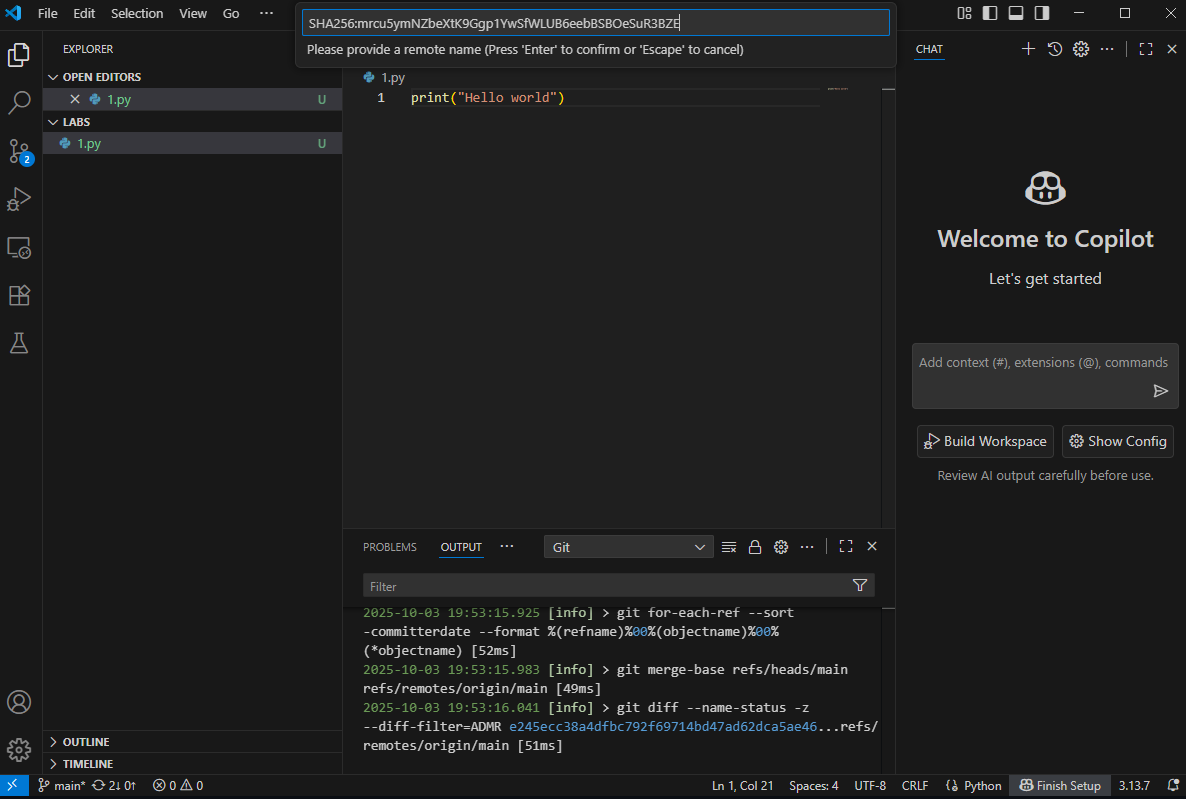 File Edit Selection View Go ···
SHA256:mrcu5ymNZbeXtK9Ggp1YwSfWLUB6eebBSBOeSuR3BZE
Please provide a remote name (Press 'Enter' to confirm or 'Escape' to cancel)
EXPLORER
OPEN EDITORS
1.py U
LABS
1.py U
2
1.py
1 print("Hello world")
CHAT
Welcome to Copilot
Let's get started
Add context (#), extensions (@), commands
Build Workspace Show Config
Review AI output carefully before use.
PROBLEMS OUTPUT ··· Git
Filter
2025-10-03 19:53:15.925 [info] > git for-each-ref --sort
-committerdate --format %(refname)%00%(objectname)%00%
(*objectname) [52ms]
2025-10-03 19:53:15.983 [info] > git merge-base refs/heads/main
refs/remotes/origin/main [49ms]
2025-10-03 19:53:16.041 [info] > git diff --name-status -z
--diff-filter=ADMR e245ecc38a4dfbc792f69714bd47ad62dca5ae46...refs/
remotes/origin/main [51ms]
OUTLINE
TIMELINE
main* 2↓ 0↑ 0 0 Ln 1, Col 21 Spaces: 4 UTF-8 CRLF Python Finish Setup 3.13.7